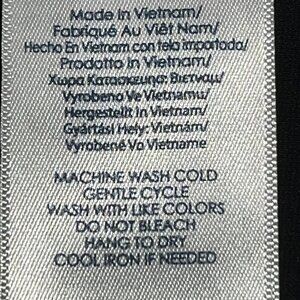 Made In Vietnam/
Fabriqué Au Viêt-Nam/
Hecho En Vietnam con tela importada/
Prodotto In Vietnam/
Χωρα Κατασκευησ: Βιετναμ/
Vyrobeno Ve Vietnamu/
Hergestellt in Vietnam/
Gyártási Hely: Vietnám/
Vyrobené Vo Vietname
MACHINE WASH COLD
GENTLE CYCLE
WASH WITH LIKE COLORS
DO NOT BLEACH
HANG TO DRY
COOL IRON IF NEEDED